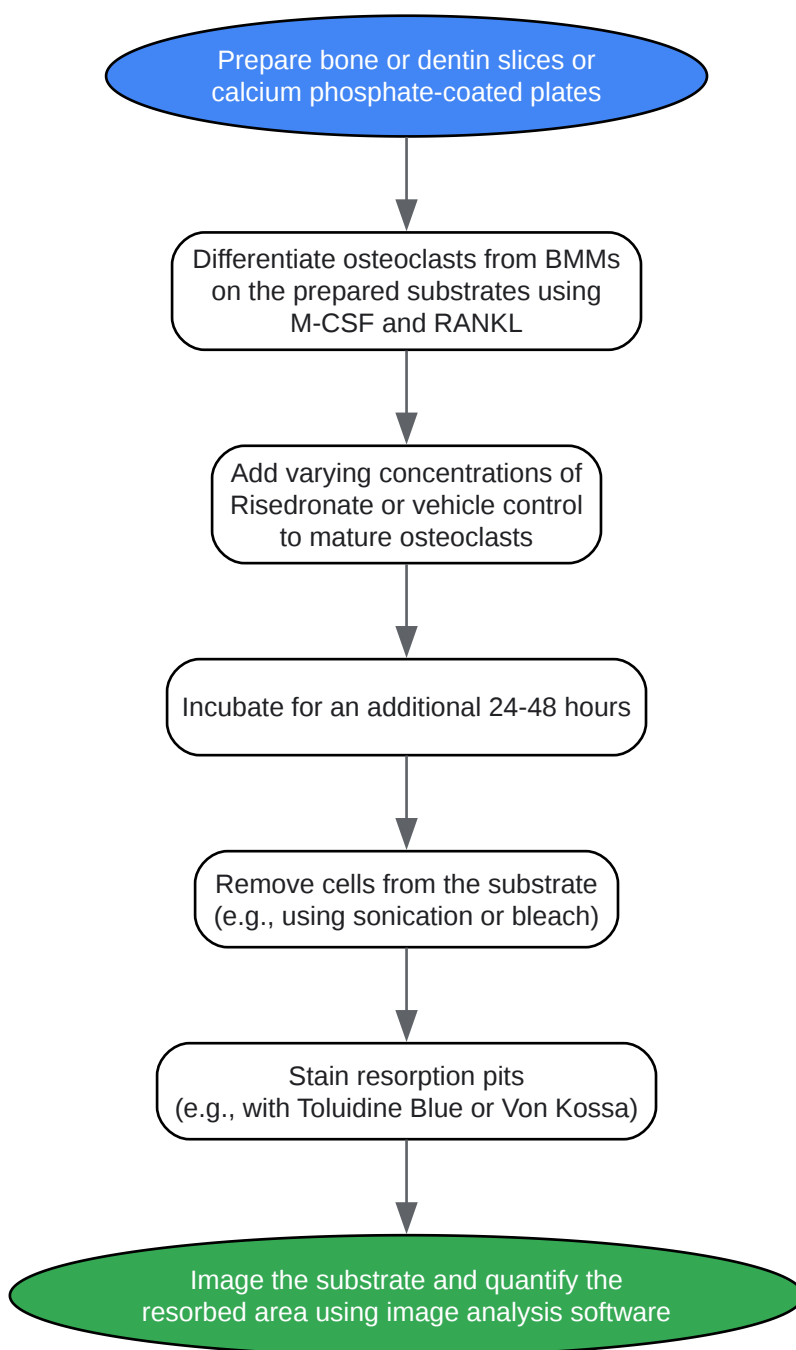 Prepare bone or dentin slices or
calcium phosphate-coated plates
Differentiate osteoclasts from BMMs
on the prepared substrates using
M-CSF and RANKL
Add varying concentrations of
Risedronate or vehicle control
to mature osteoclasts
Incubate for an additional 24-48 hours
Remove cells from the substrate
(e.g., using sonication or bleach)
Stain resorption pits
(e.g., with Toluidine Blue or Von Kossa)
Image the substrate and quantify the
resorbed area using image analysis software